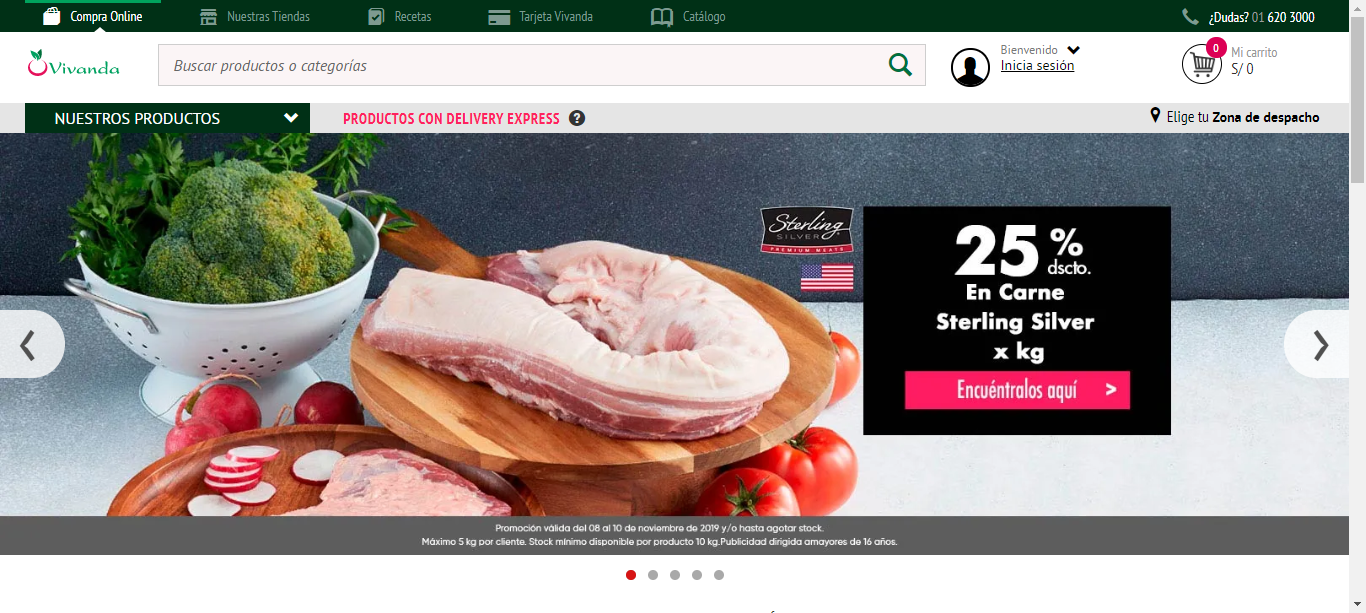 Compra Online
Nuestras Tiendas
Recetas
Tarjeta Vivanda
Catálogo
¿Dudas? 01 620 3000
Vivanda
Buscar productos o categorías
Bienvenido
Inicia sesión
0
Mi carrito
S/ 0
NUESTROS PRODUCTOS
PRODUCTOS CON DELIVERY EXPRESS ?
Elige tu Zona de despacho
Sterling
SILVER
PREMIUM MEATS
25 % dscto.
En Carne
Sterling Silver
x kg
Encuéntralos aquí >
Promoción válida del 08 al 10 de noviembre de 2019 y/o hasta agotar stock.
Máximo 5 kg por cliente. Stock mínimo disponible por producto 10 kg.Publicidad dirigida amayores de 16 años.